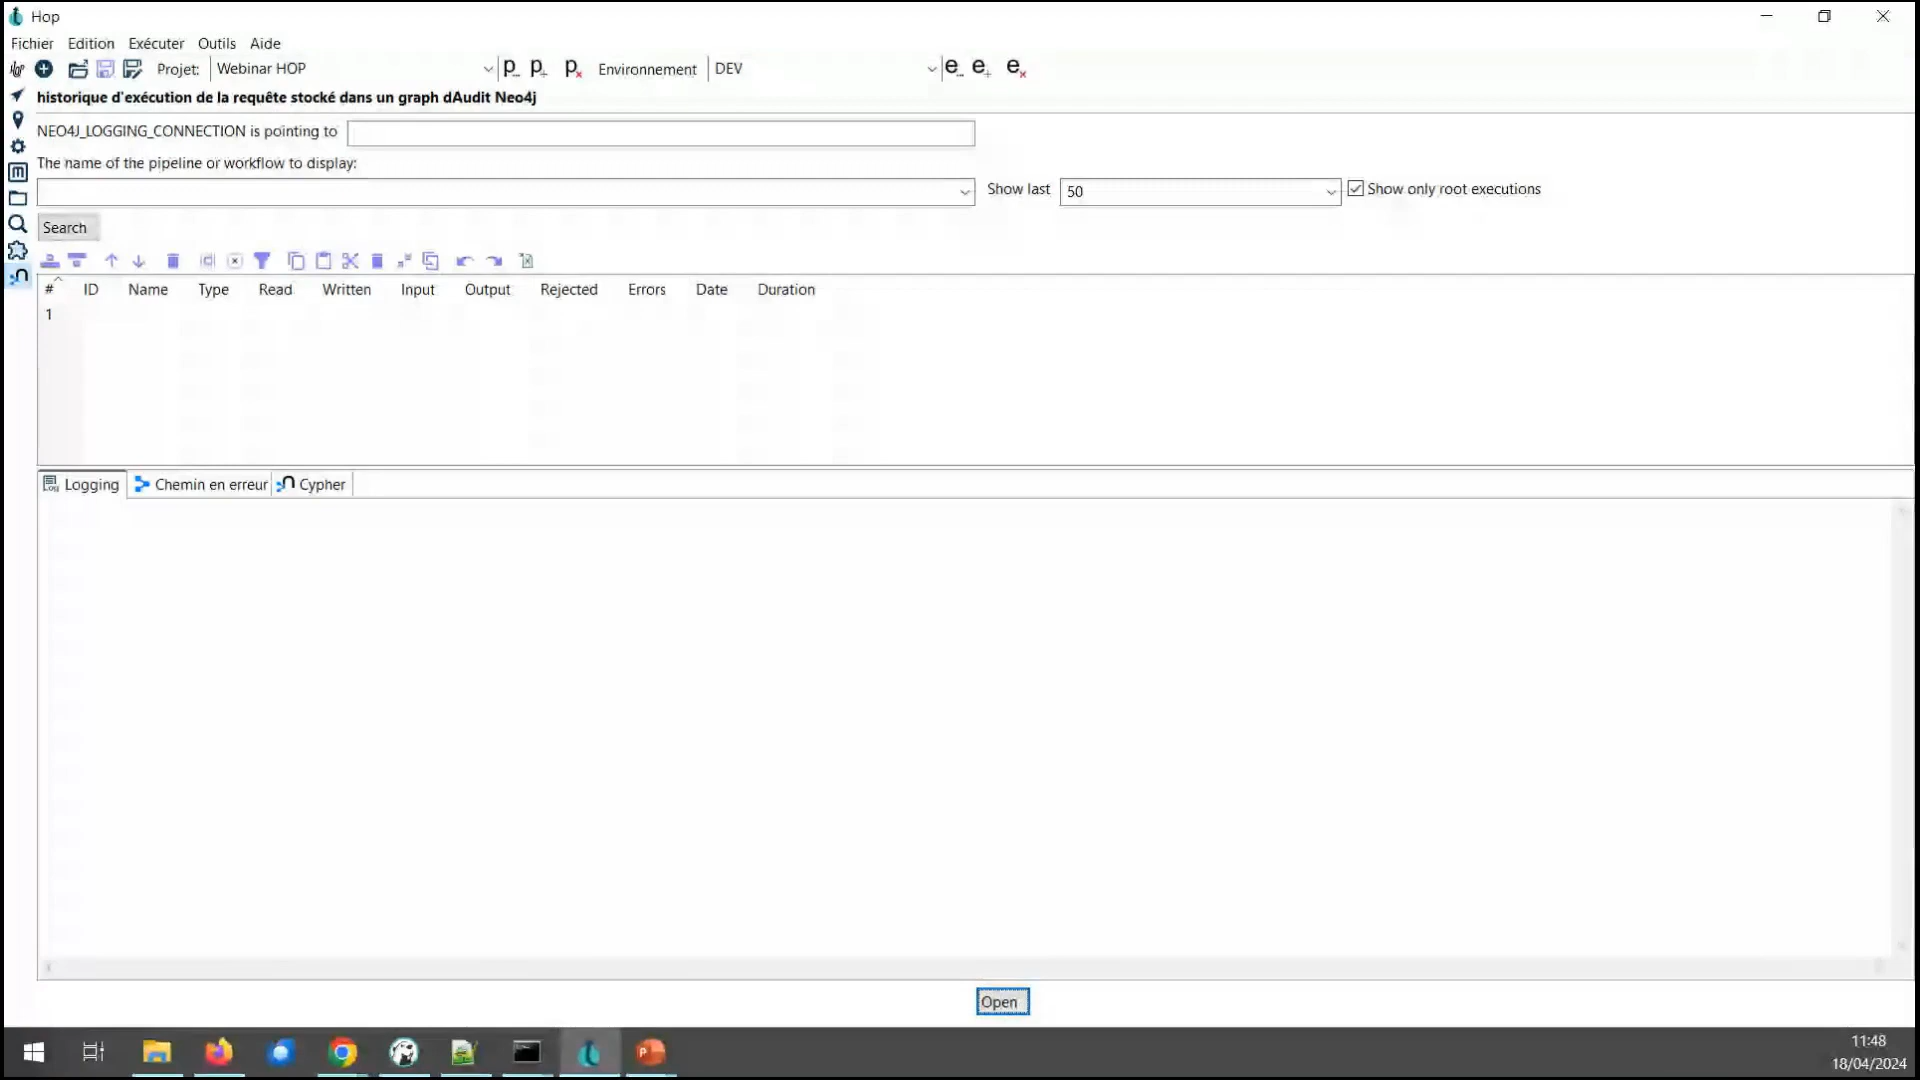 Hop
Fichier Edition Exécuter Outils Aide
Projet: Webinar HOP Environnement DEV
historique d'exécution de la requête stocké dans un graph dAudit Neo4j
NEO4J_LOGGING_CONNECTION is pointing to
The name of the pipeline or workflow to display:
Show last 50 Show only root executions
Search
# ID Name Type Read Written Input Output Rejected Errors Date Duration
1
Logging Chemin en erreur Cypher
Open
11:48
18/04/2024